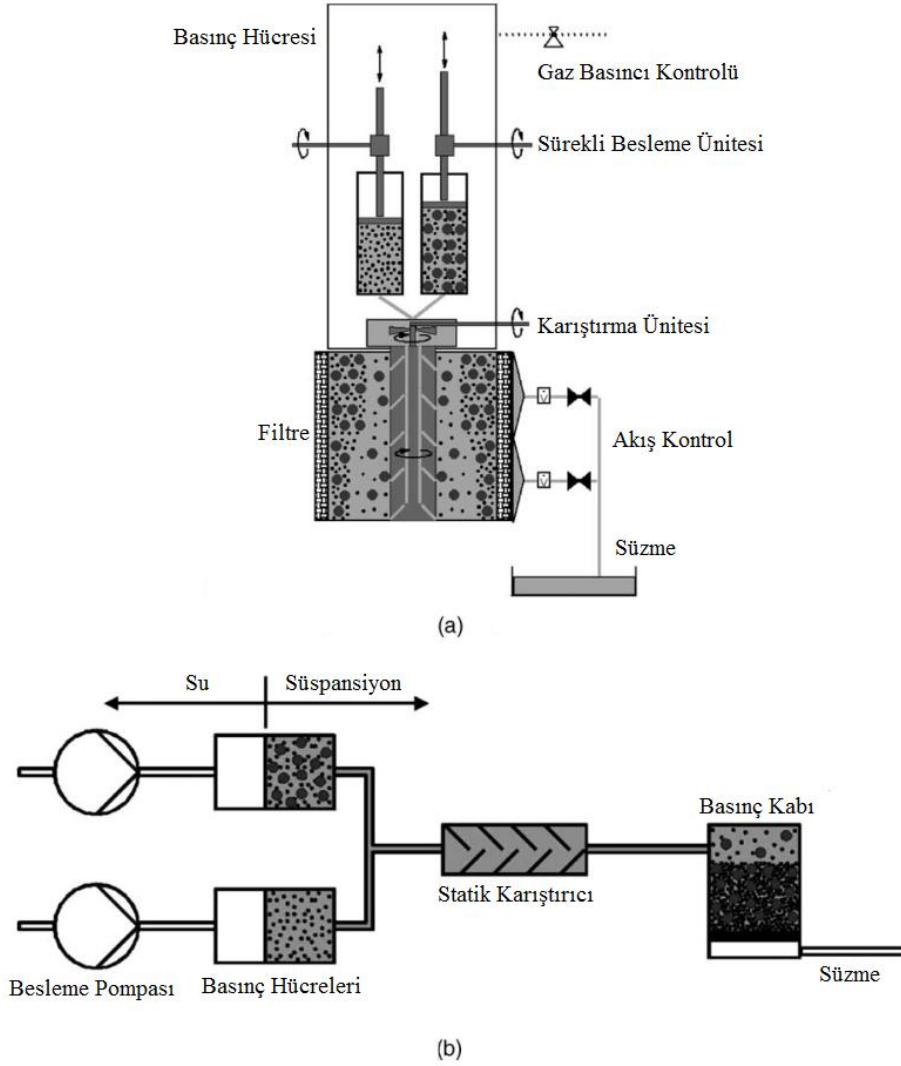 Basınç Hücresi
Gaz Basıncı Kontrolü
Sürekli Besleme Ünitesi
Karıştırma Ünitesi
Filtre
Akış Kontrol
Süzme
(a)
Su
Süspansiyon
Basınç Kabı
Statik Karıştırıcı
Besleme Pompası
Basınç Hücreleri
Süzme
(b)